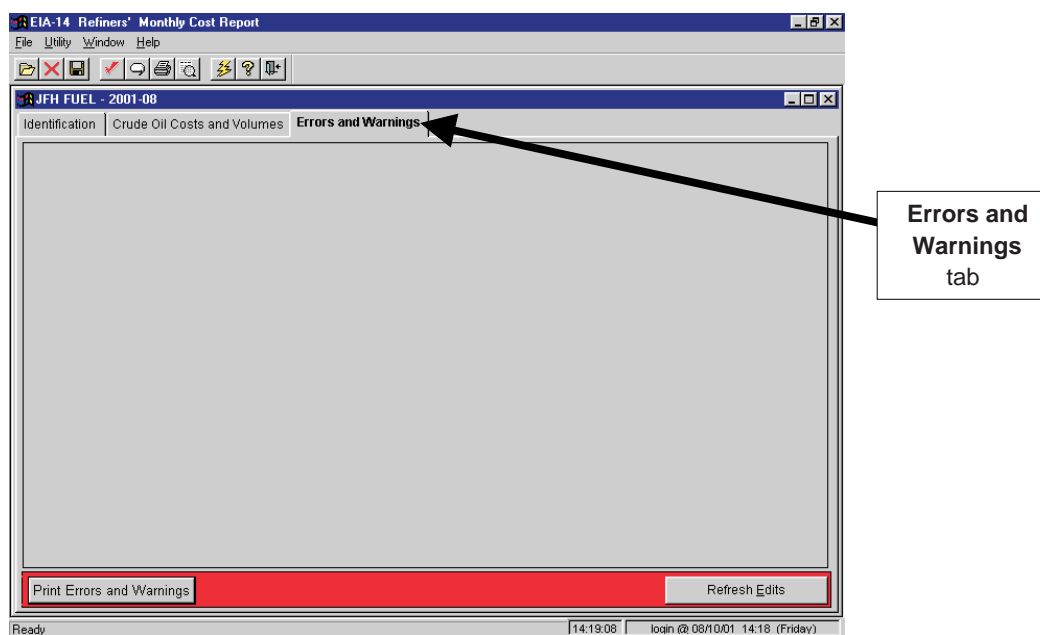 EIA-14 Refiners' Monthly Cost Report
File Utility Window Help
JFH FUEL - 2001-08
Identification Crude Oil Costs and Volumes Errors and Warnings
Errors and
Warnings
tab
Print Errors and Warnings Refresh Edits
Ready 14:19:08 login @ 08/10/01 14:18 (Friday)